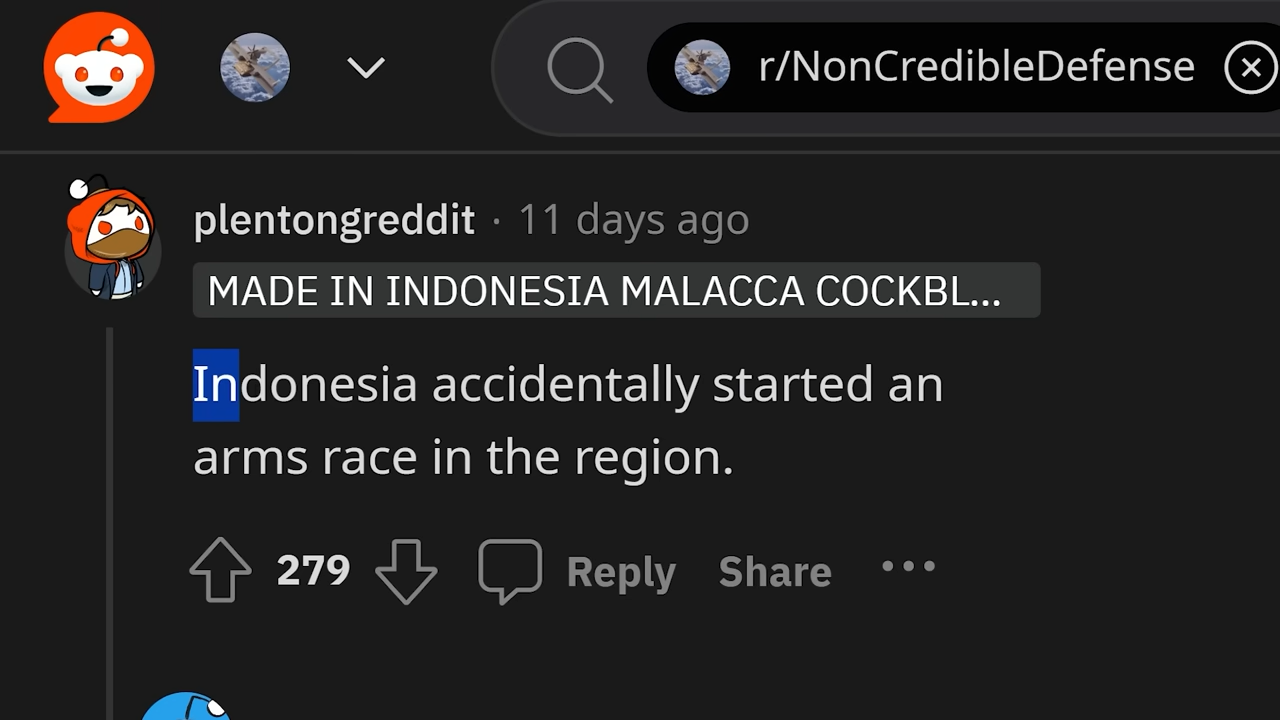 r/NonCredibleDefense
plentongreddit · 11 days ago
MADE IN INDONESIA MALACCA COCKBL...
Indonesia accidentally started an
arms race in the region.
279 Reply Share